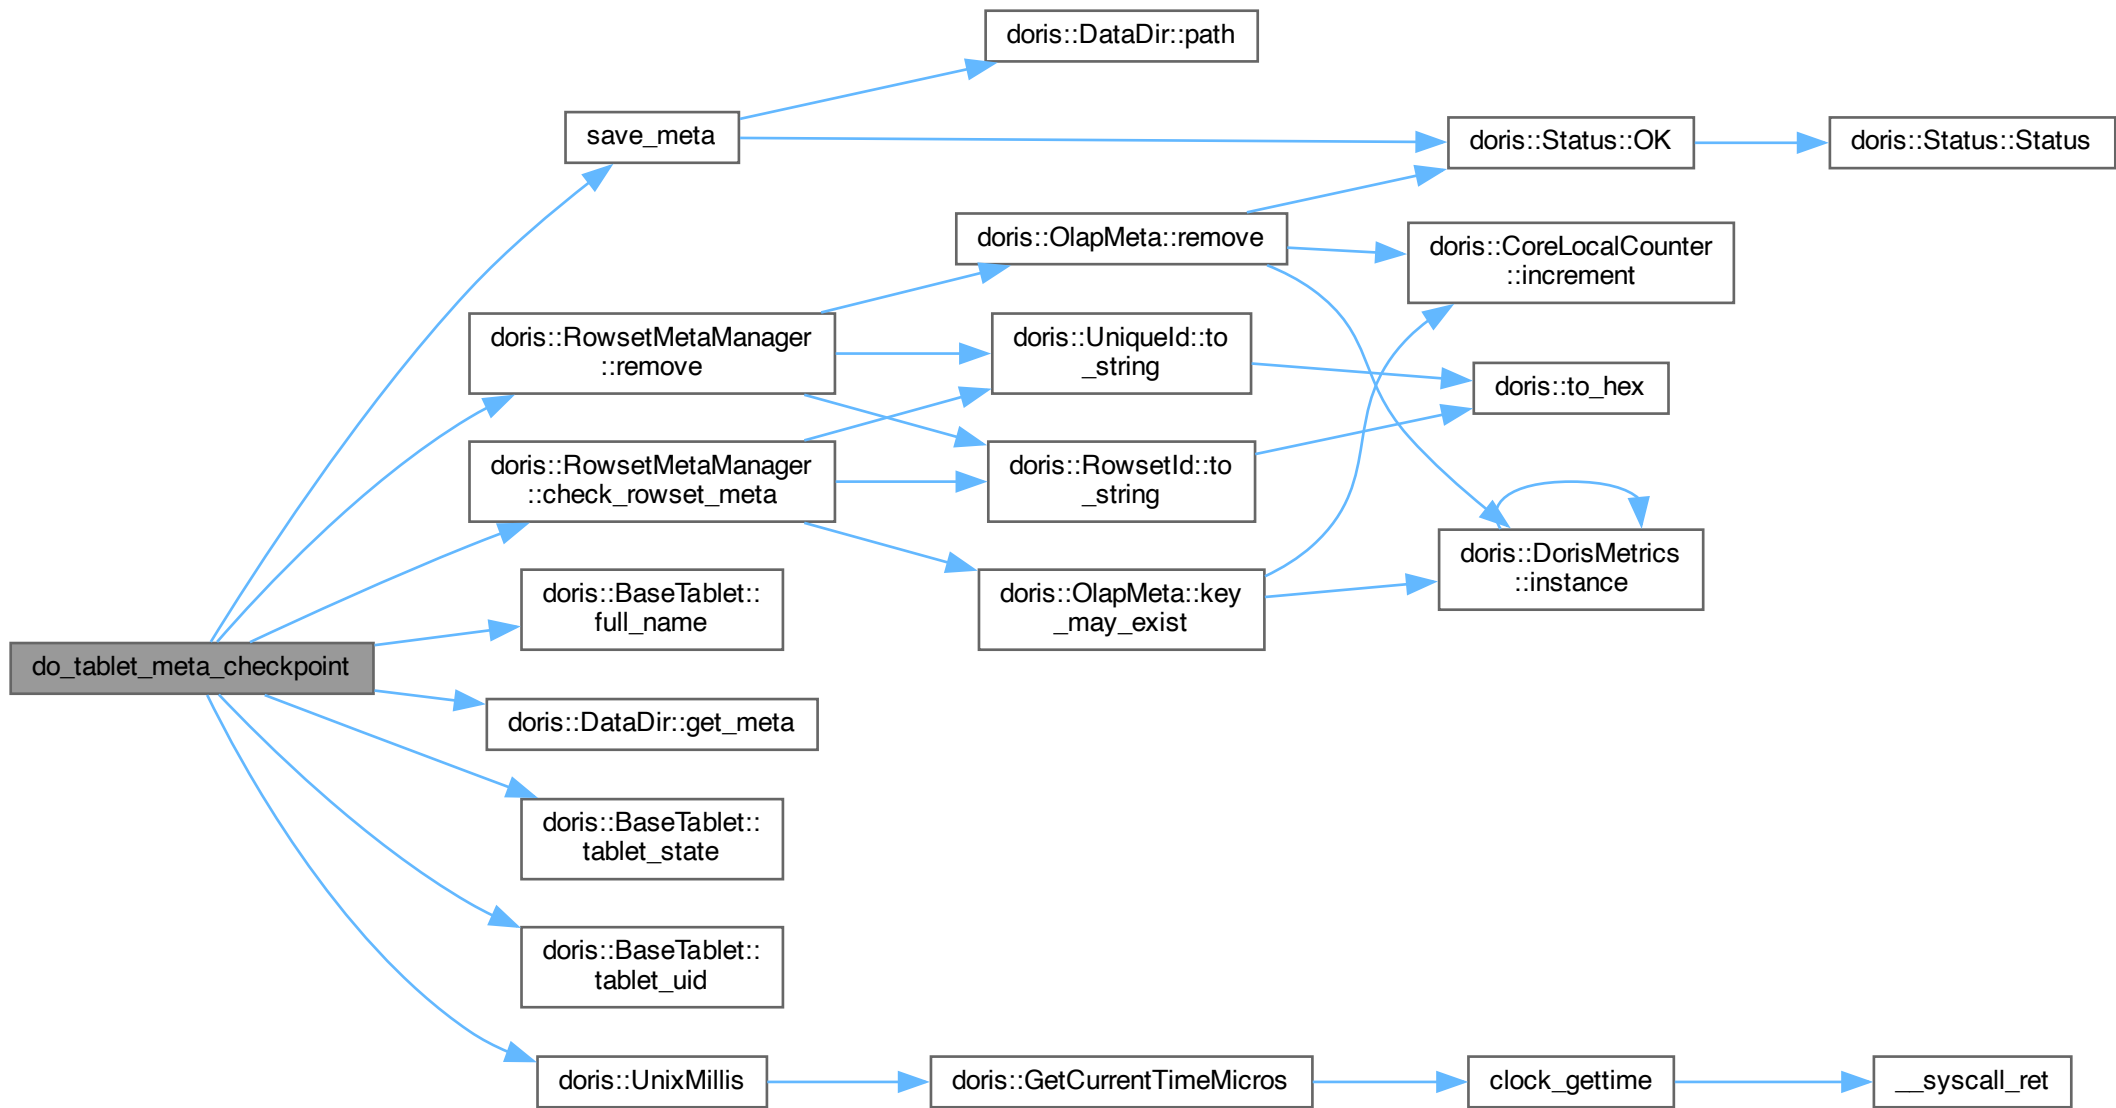 doris::DataDir::path
save_meta
doris::Status::OK
doris::Status::Status
doris::OlapMeta::remove
doris::CoreLocalCounter
::increment
doris::RowsetMetaManager
::remove
doris::UniqueId::to
_string
doris::to_hex
doris::RowsetMetaManager
::check_rowset_meta
doris::RowsetId::to
_string
doris::DorisMetrics
::instance
doris::BaseTablet::
full_name
doris::OlapMeta::key
_may_exist
do_tablet_meta_checkpoint
doris::DataDir::get_meta
doris::BaseTablet::
tablet_state
doris::BaseTablet::
tablet_uid
doris::UnixMillis
doris::GetCurrentTimeMicros
clock_gettime
__syscall_ret